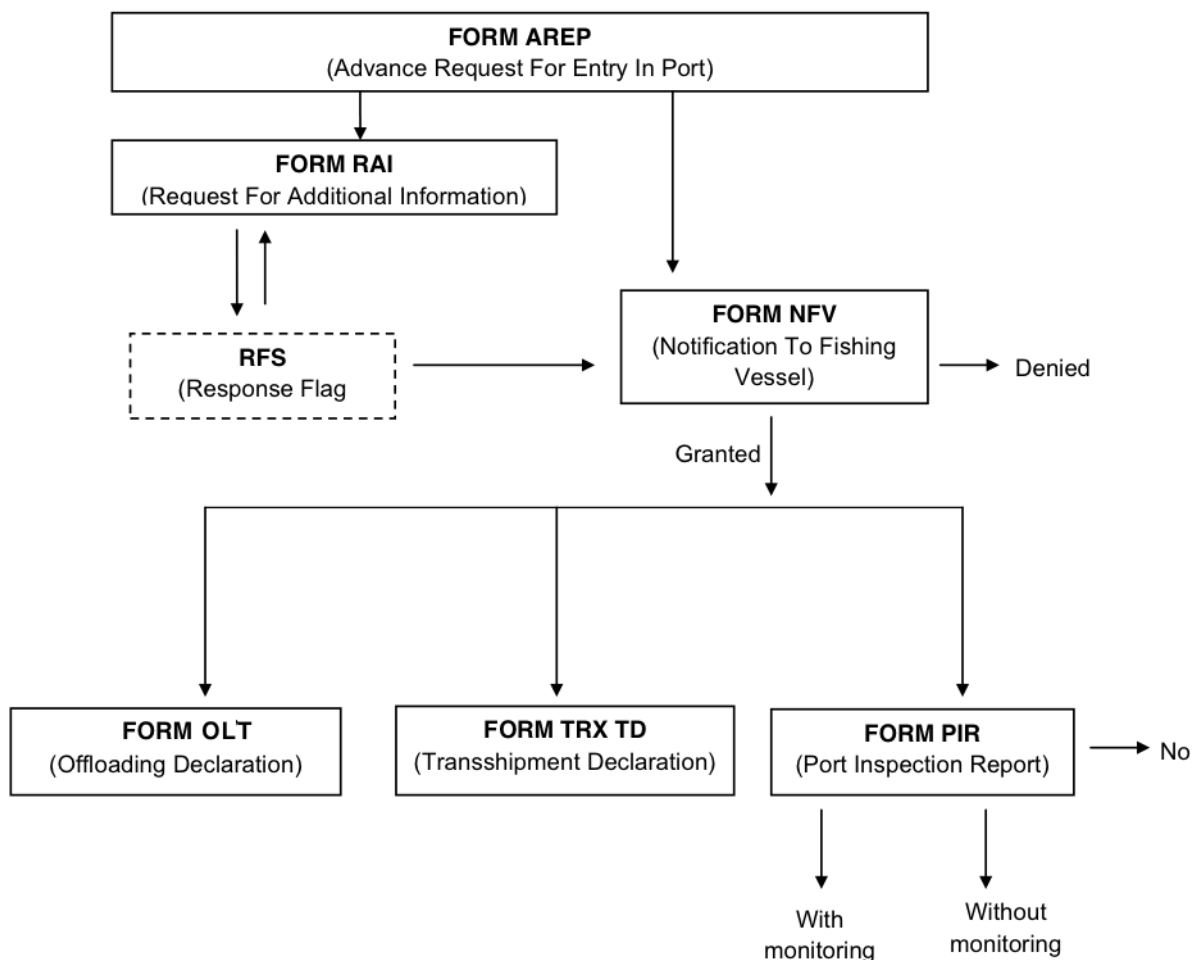 FORM AREP
(Advance Request For Entry In Port)
FORM RAI
(Request For Additional Information)
FORM NFV
(Notification To Fishing
Vessel)
RFS
(Response Flag
Denied
Granted
FORM OLT
(Offloading Declaration)
FORM TRX TD
(Transshipment Declaration)
FORM PIR
(Port Inspection Report)
No
With
monitoring
Without
monitoring